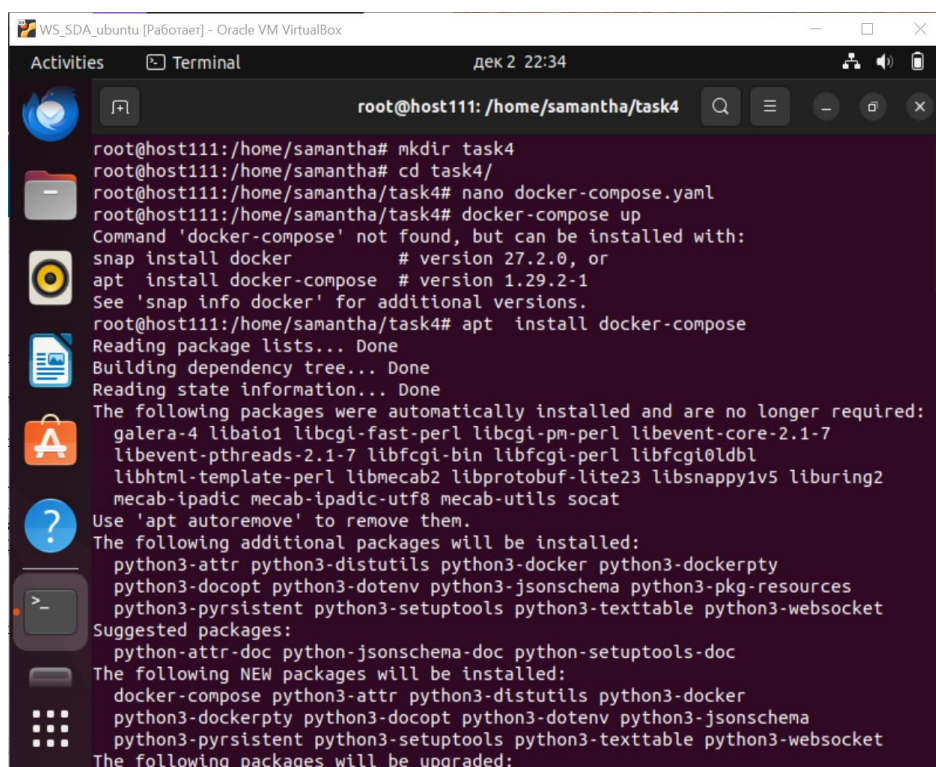 WS_SDA_ubuntu [Работает] - Oracle VM VirtualBox
Activities Terminal дек 2 22:34
root@host111: /home/samantha/task4
root@host111:/home/samantha# mkdir task4
root@host111:/home/samantha# cd task4/
root@host111:/home/samantha/task4# nano docker-compose.yaml
root@host111:/home/samantha/task4# docker-compose up
Command 'docker-compose' not found, but can be installed with:
snap install docker # version 27.2.0, or
apt install docker-compose # version 1.29.2-1
See 'snap info docker' for additional versions.
root@host111:/home/samantha/task4# apt install docker-compose
Reading package lists... Done
Building dependency tree... Done
Reading state information... Done
The following packages were automatically installed and are no longer required:
galera-4 libaio1 libcgi-fast-perl libcgi-pm-perl libevent-core-2.1-7
libevent-pthreads-2.1-7 libfcgi-bin libfcgi-perl libfcgi0ldbl
libhtml-template-perl libmecab2 libprotobuf-lite23 libsnappy1v5 liburing2
mecab-ipadic mecab-ipadic-utf8 mecab-utils socat
Use 'apt autoremove' to remove them.
The following additional packages will be installed:
python3-attr python3-distutils python3-docker python3-dockerpty
python3-docopt python3-dotenv python3-jsonschema python3-pkg-resources
python3-pyrsistent python3-setuptools python3-texttable python3-websocket
Suggested packages:
python-attr-doc python-jsonschema-doc python-setuptools-doc
The following NEW packages will be installed:
docker-compose python3-attr python3-distutils python3-docker
python3-dockerpty python3-docopt python3-dotenv python3-jsonschema
python3-pyrsistent python3-setuptools python3-texttable python3-websocket
The following packages will be upgraded: